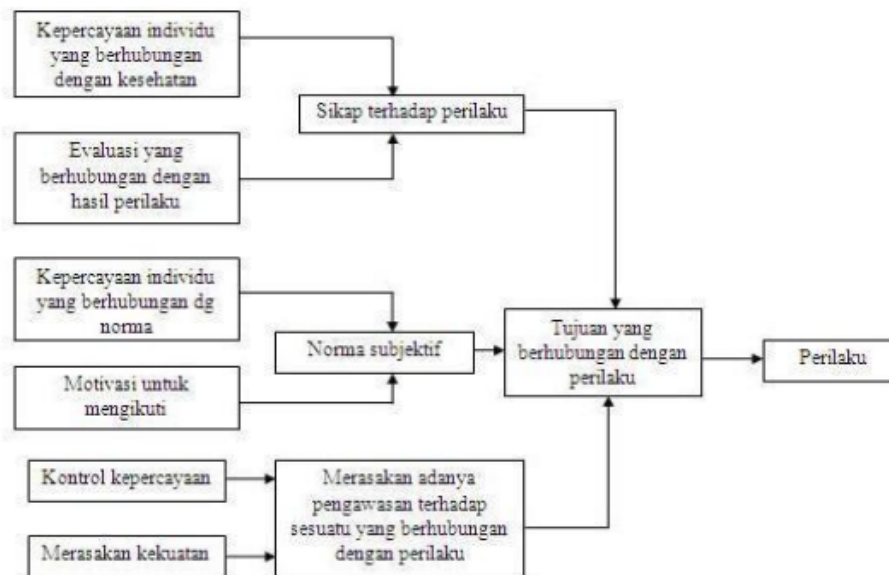 Kepercayaan individu
yang berhubungan
dengan kesehatan
Sikap terhadap perilaku
Evaluasi yang
berhubungan dengan
hasil perilaku
Kepercayaan individu
yang berhubungan dg
norma
Norma subjektif
Motivasi untuk
mengikuti
Tujuan yang
berhubungan dengan
perilaku
Perilaku
Kontrol kepercayaan
Merasakan kekuatan
Merasakan adanya
pengawasan terhadap
sesuatu yang berhubungan
dengan perilaku